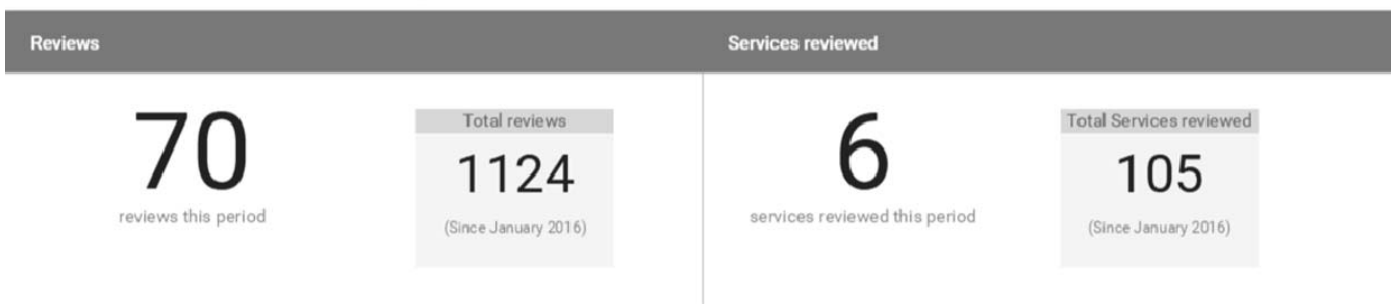 Reviews
70
reviews this period
Total reviews
1124
(Since January 2016)
Services reviewed
6
services reviewed this period
Total Services reviewed
105
(Since January 2016)